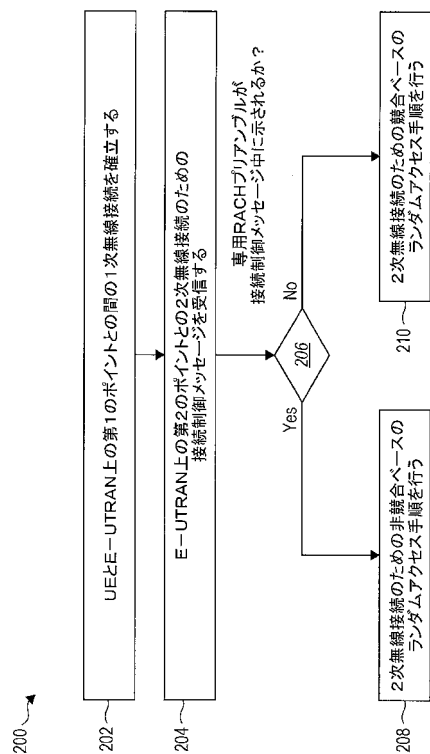 200
202
UEとE－UTRAN上の第1のポイントとの間の1次無線接続を確立する
204
E－UTRAN上の第2のポイントとの2次無線接続のための
接続制御メッセージを受信する
専用RACHプリアンブルが
接続制御メッセージ中に示されるか？
206
Yes
No
208
2次無線接続のための非競合ベースの
ランダムアクセス手順を行う
210
2次無線接続のための競合ベースの
ランダムアクセス手順を行う